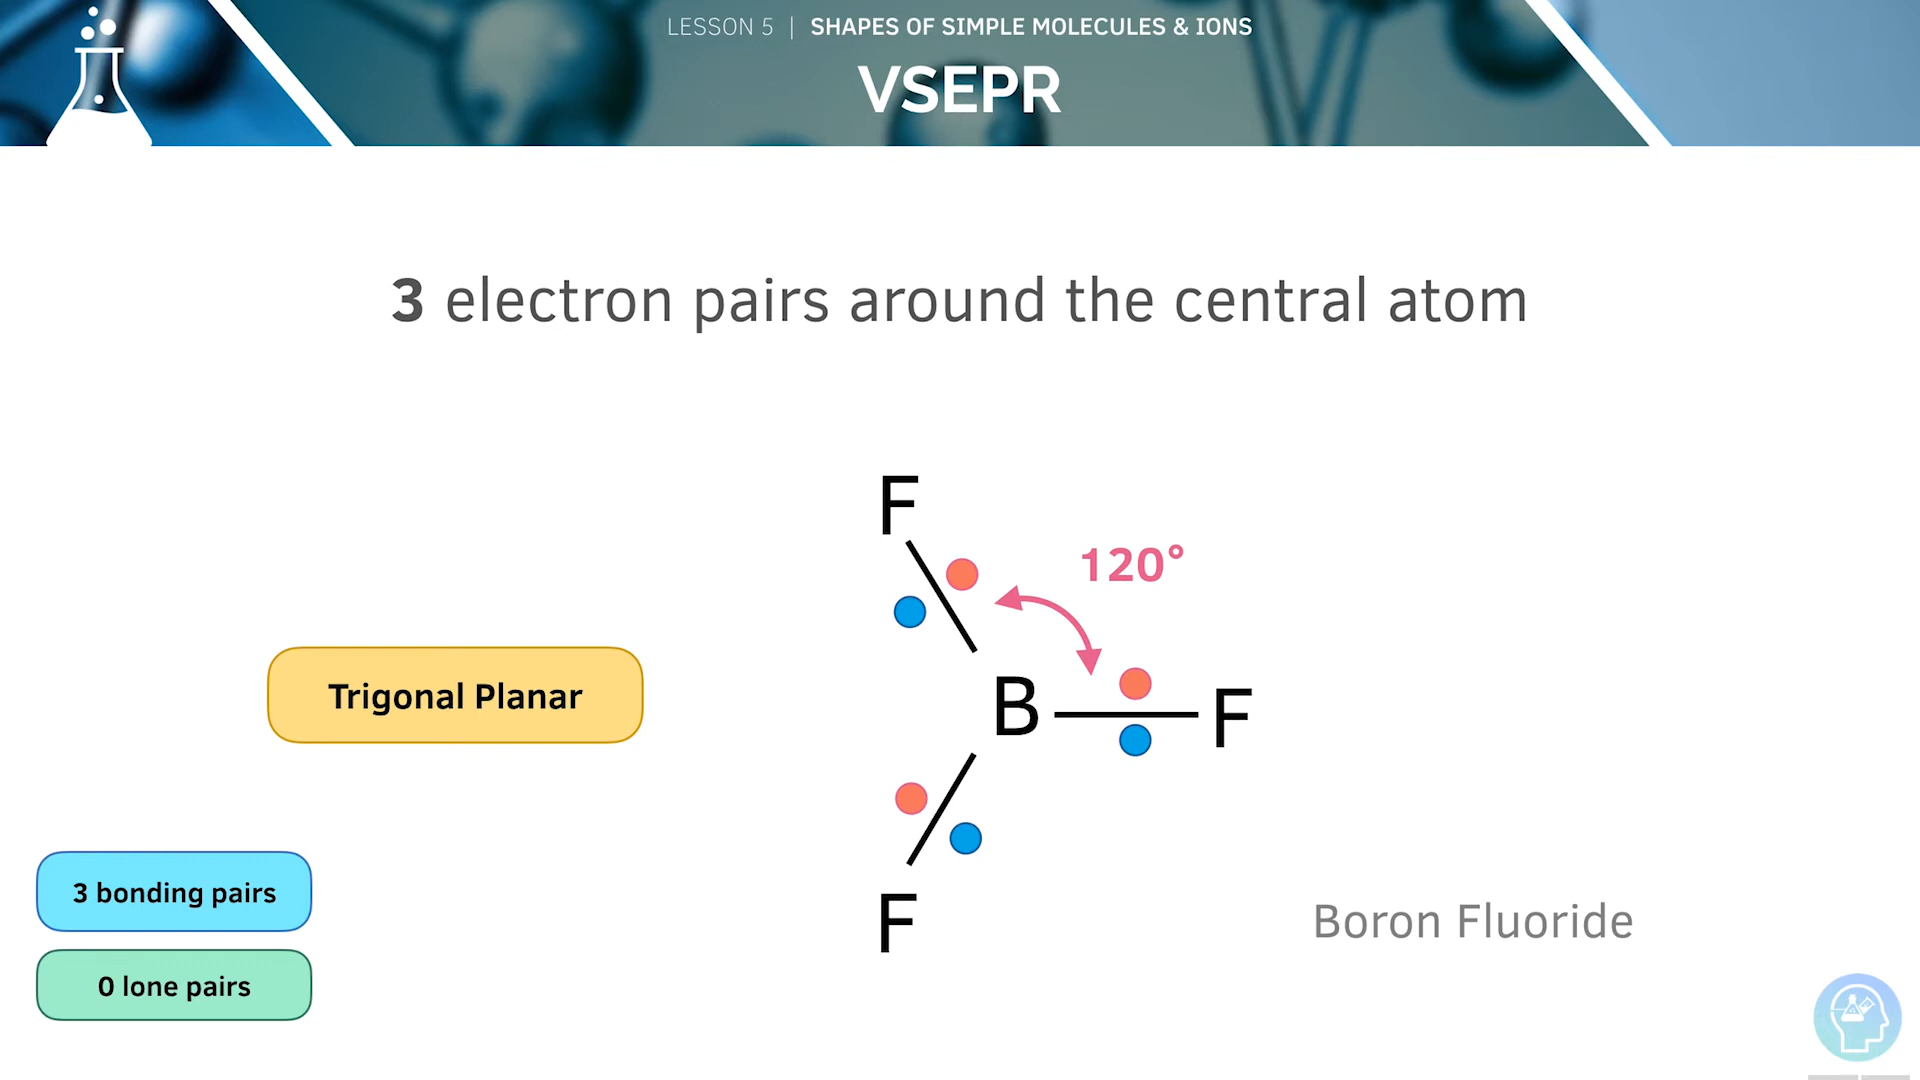 LESSON 5 | SHAPES OF SIMPLE MOLECULES & IONS
VSEPR
3 electron pairs around the central atom
F
120°
Trigonal Planar
B
F
3 bonding pairs
F
Boron Fluoride
0 lone pairs